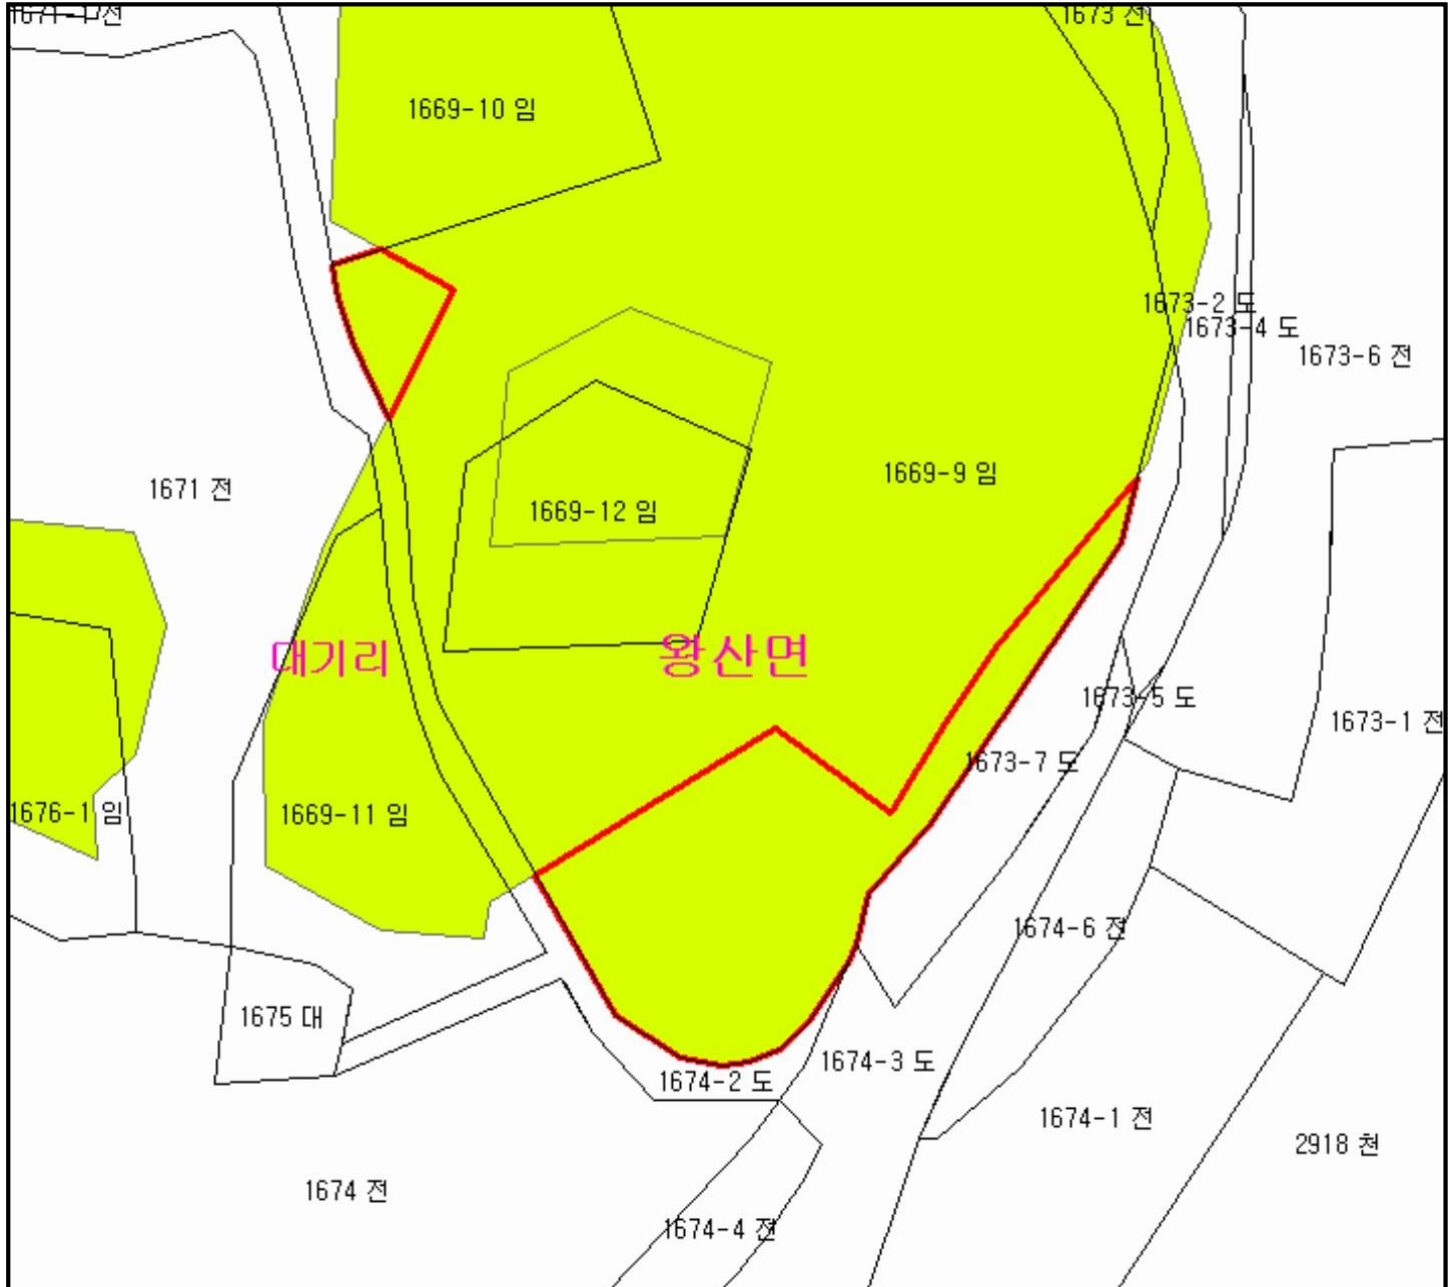 1671-1 전
1673 전
1669-10 임
1673-2 도
1673-4 도
1673-6 전
1669-9 임
1671 전
1669-12 임
대기리
왕산면
1673-5 도
1673-1 전
1673-7 도
1676-1 임
1669-11 임
1674-6 전
1675 대
1674-3 도
1674-2 도
1674-1 전
2918 천
1674 전
1674-4 전